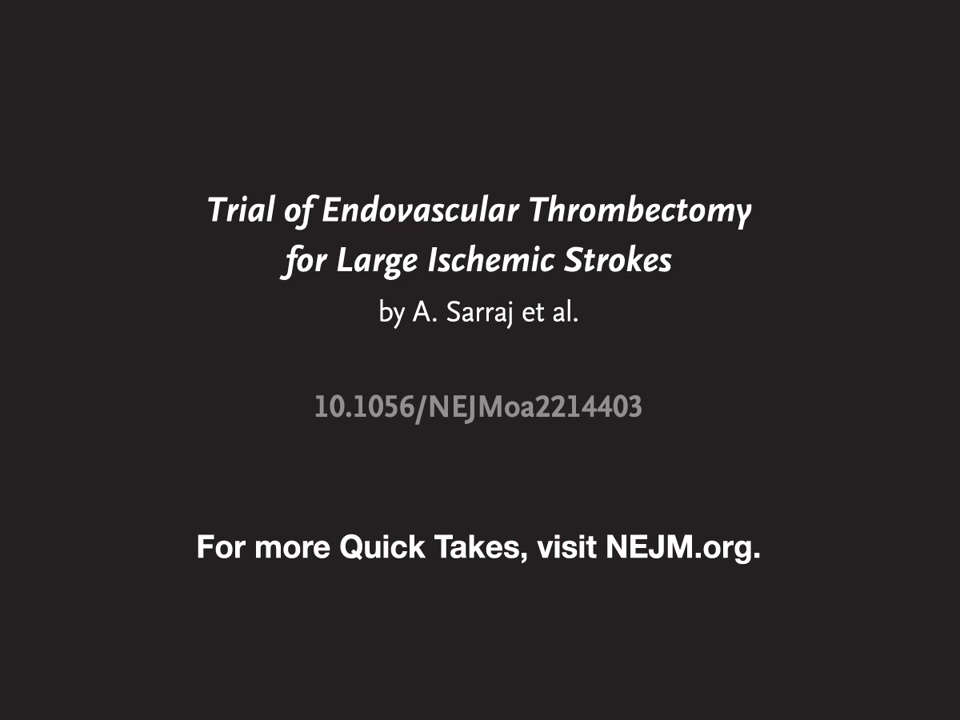 Trial of Endovascular Thrombectomy
for Large Ischemic Strokes
by A. Sarraj et al.
10.1056/NEJMoa2214403
For more Quick Takes, visit NEJM.org.